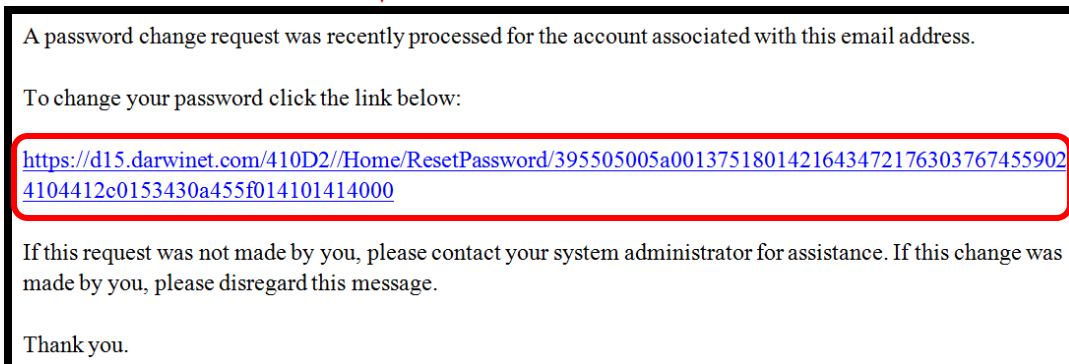 A password change request was recently processed for the account associated with this email address.
To change your password click the link below:
https://d15.darwinet.com/410D2//Home/ResetPassword/395505005a001375180142164347217630376745590​2
4104412c0153430a455f014101414000
If this request was not made by you, please contact your system administrator for assistance. If this change was
made by you, please disregard this message.
Thank you.